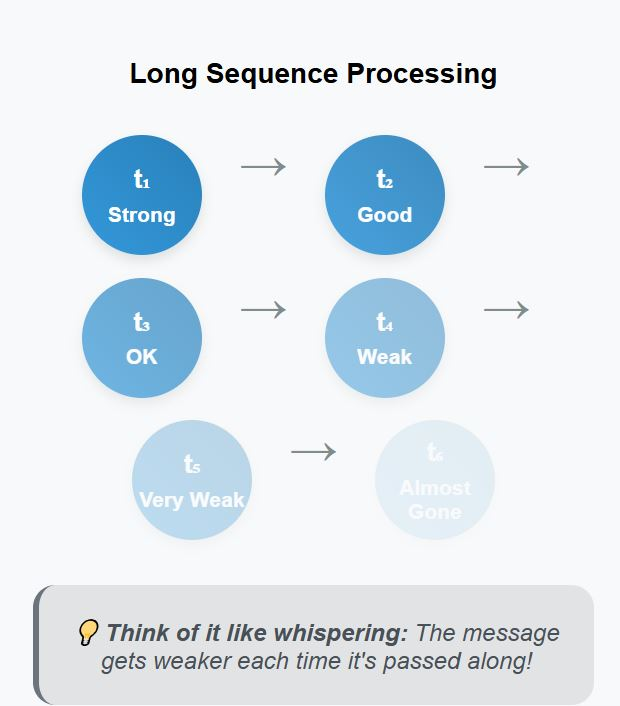 Long Sequence Processing
t₁
Strong
→
t₂
Good
→
t₃
OK
→
t₄
Weak
→
t₅
Very Weak
→
t₆
Almost
Gone
💡 Think of it like whispering: The message
gets weaker each time it's passed along!